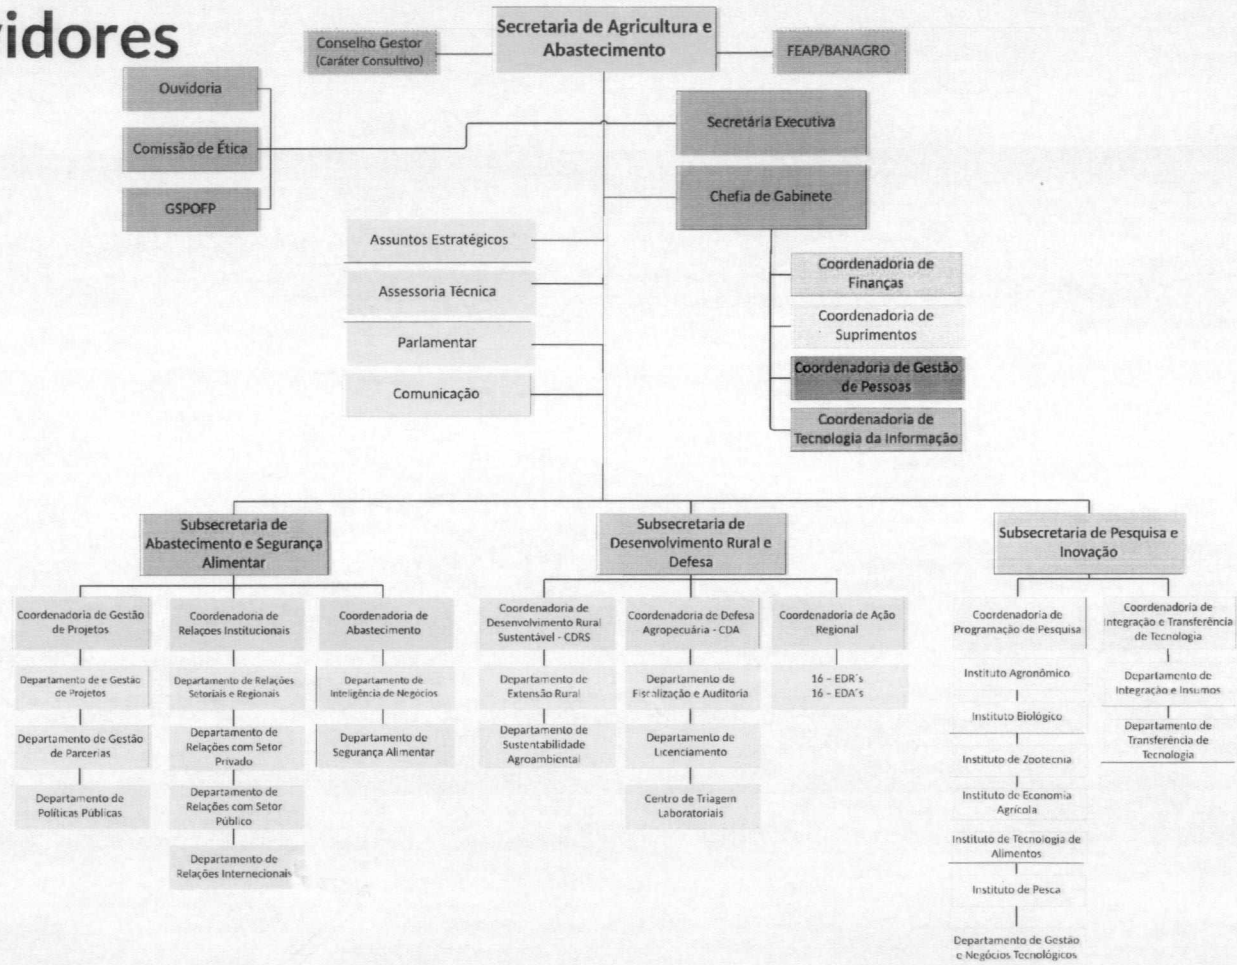 vidores
Secretaria de Agricultura e
Abastecimento
Conselho Gestor
(Caráter Consultivo)
FEAP/BANAGRO
Ouvidoria
Comissão de Ética
GSPOFP
Secretária Executiva
Chefia de Gabinete
Assuntos Estratégicos
Assessoria Técnica
Parlamentar
Comunicação
Coordenadoria de
Finanças
Coordenadoria de
Suprimentos
Coordenadoria de Gestão
de Pessoas
Coordenadoria de
Tecnologia da Informação
Subsecretaria de
Abastecimento e Segurança
Alimentar
Subsecretaria de
Desenvolvimento Rural e
Defesa
Subsecretaria de Pesquisa e
Inovação
Coordenadoria de Gestão
de Projetos
Departamento de e Gestão
de Projetos
Departamento de Gestão
de Parcerias
Departamento de
Políticas Públicas
Coordenadoria de
Relaçoes Institucionais
Departamento de Relações
Setoriais e Regionais
Departamento de
Relações com Setor
Privado
Departamento de
Relações com Setor
Público
Departamento de
Relações Internecionais
Coordenadoria de
Abastecimento
Departamento de
Inteligência de Negócios
Departamento de
Segurança Alimentar
Coordenadoria de
Desenvolvimento Rural
Sustentável - CDRS
Departamento de
Extensão Rural
Departamento de
Sustentabilidade
Agroambiental
Coordenadoria de Defesa
Agropecuária - CDA
Departamento de
Fiscalização e Auditoria
Departamento de
Licenciamento
Centro de Triagem
Laboratoriais
Coordenadoria de Ação
Regional
16 – EDR´s
16 – EDA´s
Coordenadoria de
Programação de Pesquisa
Instituto Agronômico
Instituto Biológico
Instituto de Zootecnia
Instituto de Economia
Agrícola
Instituto de Tecnologia de
Alimentos
Instituto de Pesca
Departamento de Gestão
e Negócios Tecnológicos
Coordenadoria de
Integração e Transferência
de Tecnologia
Departamento de
Integração e Insumos
Departamento de
Transferência de
Tecnologia